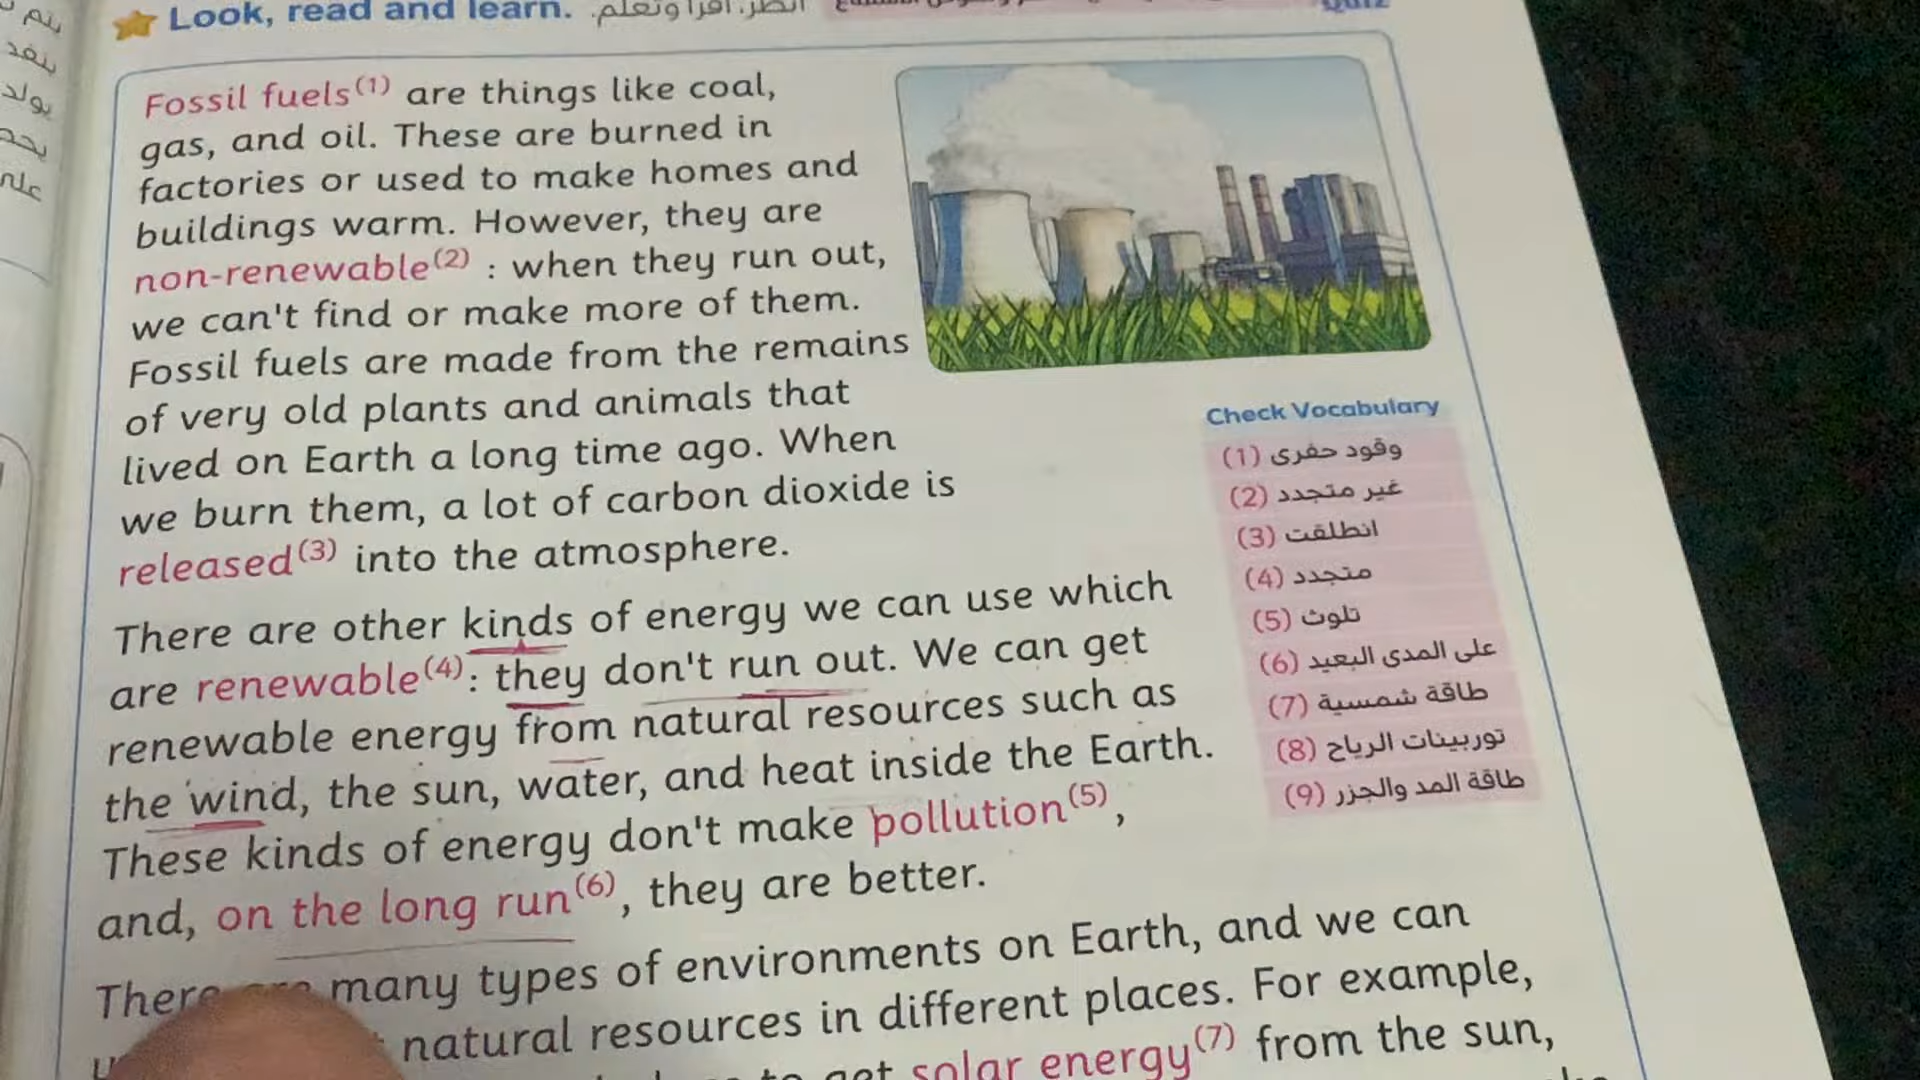 Look, read and learn. انظر، اقرأ وتعلم.
Quiz
Fossil fuels(1) are things like coal,
gas, and oil. These are burned in
factories or used to make homes and
buildings warm. However, they are
non-renewable(2) : when they run out,
we can't find or make more of them.
Fossil fuels are made from the remains
of very old plants and animals that
lived on Earth a long time ago. When
we burn them, a lot of carbon dioxide is
released(3) into the atmosphere.
There are other kinds of energy we can use which
are renewable(4): they don't run out. We can get
renewable energy from natural resources such as
the wind, the sun, water, and heat inside the Earth.
These kinds of energy don't make pollution(5),
and, on the long run(6), they are better.
There are many types of environments on Earth, and we can
natural resources in different places. For example,
to get solar energy(7) from the sun,
Check Vocabulary
(1) وقود حفرى
(2) غير متجدد
(3) انطلقت
(4) متجدد
(5) تلوث
(6) على المدى البعيد
(7) طاقة شمسية
(8) توربينات الرياح
(9) طاقة المد والجزر